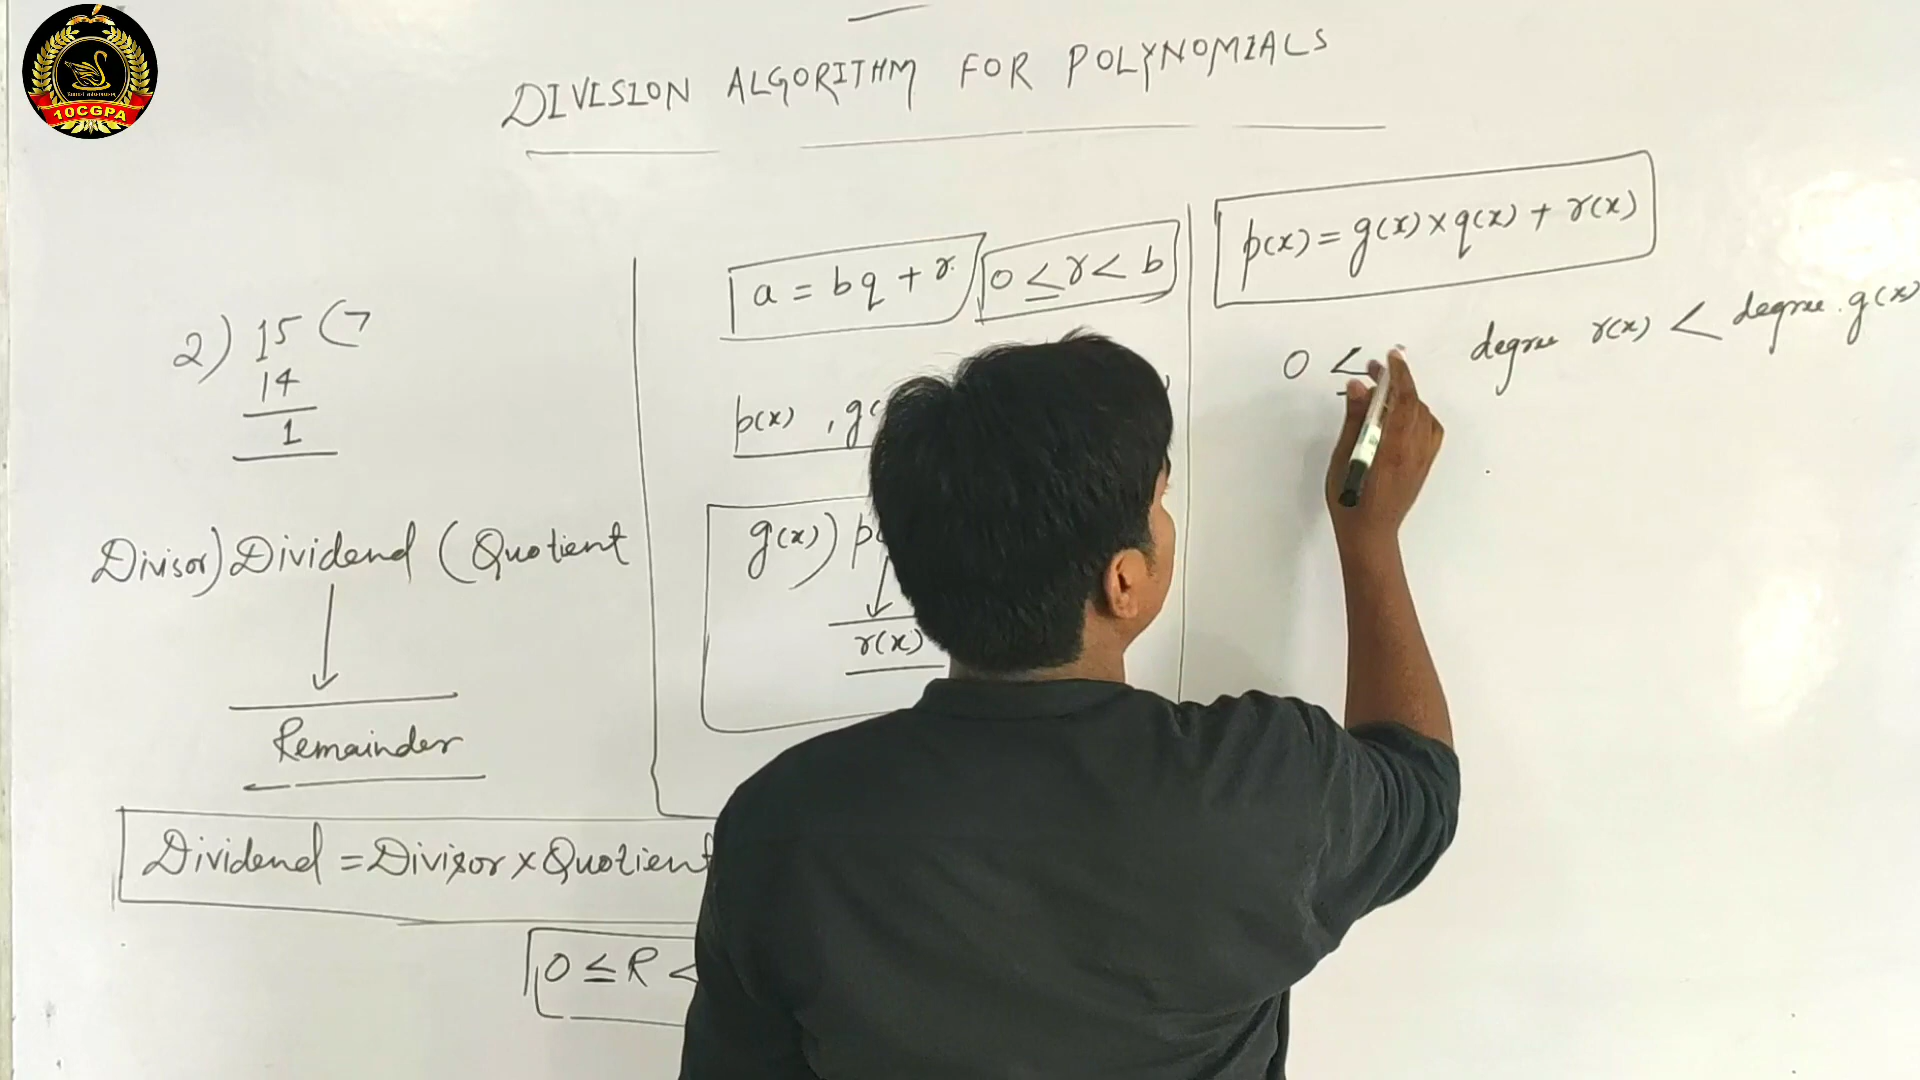 10CGPA
DIVISION ALGORITHM FOR POLYNOMIALS
2) 15 (7
14
1
Divisor) Dividend (Quotient
Remainder
Dividend = Divisor × Quotient
0 ≤ R <
a = bq + r
0 ≤ r < b
p(x) , g(
g(x)) p
r(x)
p(x) = g(x) × q(x) + r(x)
0 ≤ degree r(x) < degree. g(x)